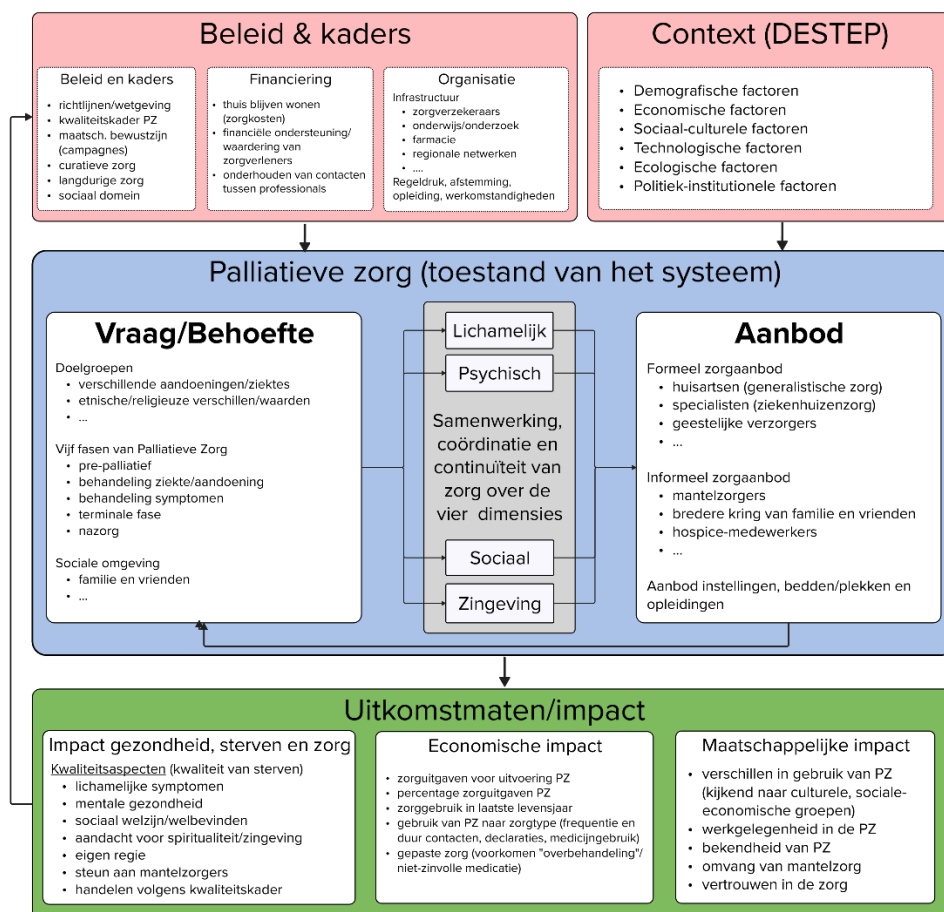 Beleid & kaders
Beleid en kaders
• richtlijnen/wetgeving
• kwaliteitskader PZ
• maatsch. bewustzijn
(campagnes)
• curatieve zorg
• langdurige zorg
• sociaal domein
Financiering
• thuis blijven wonen
(zorgkosten)
• financiële ondersteuning/
waardering van
zorgverleners
• onderhouden van contacten
tussen professionals
Organisatie
Infrastructuur
• zorgverzekeraars
• onderwijs/onderzoek
• farmacie
• regionale netwerken
• ....
Regeldruk, afstemming,
opleiding, werkomstandigheden
Context (DESTEP)
• Demografische factoren
• Economische factoren
• Sociaal-culturele factoren
• Technologische factoren
• Ecologische factoren
• Politiek-institutionele factoren
Palliatieve zorg (toestand van het systeem)
Vraag/Behoefte
Doelgroepen
• verschillende aandoeningen/ziektes
• etnische/religieuze verschillen/waarden
• ...
Vijf fasen van Palliatieve Zorg
• pre-palliatief
• behandeling ziekte/aandoening
• behandeling symptomen
• terminale fase
• nazorg
Sociale omgeving
• familie en vrienden
• ...
Lichamelijk
Psychisch
Samenwerking,
coördinatie en
continuïteit van
zorg over de
vier dimensies
Sociaal
Zingeving
Aanbod
Formeel zorgaanbod
• huisartsen (generalistische zorg)
• specialisten (ziekenhuizenzorg)
• geestelijke verzorgers
• ...
Informeel zorgaanbod
• mantelzorgers
• bredere kring van familie en vrienden
• hospice-medewerkers
• ...
Aanbod instellingen, bedden/plekken en
opleidingen
Uitkomstmaten/impact
Impact gezondheid, sterven en zorg
Kwaliteitsaspecten (kwaliteit van sterven)
• lichamelijke symptomen
• mentale gezondheid
• sociaal welzijn/welbevinden
• aandacht voor spiritualiteit/zingeving
• eigen regie
• steun aan mantelzorgers
• handelen volgens kwaliteitskader
Economische impact
• zorguitgaven voor uitvoering PZ
• percentage zorguitgaven PZ
• zorggebruik in laatste levensjaar
• gebruik van PZ naar zorgtype (frequentie en
duur contacten, declaraties, medicijngebruik)
• gepaste zorg (voorkomen "overbehandeling"/
niet-zinvolle medicatie)
Maatschappelijke impact
• verschillen in gebruik van PZ
(kijkend naar culturele, sociale-
economische groepen)
• werkgelegenheid in de PZ
• bekendheid van PZ
• omvang van mantelzorg
• vertrouwen in de zorg